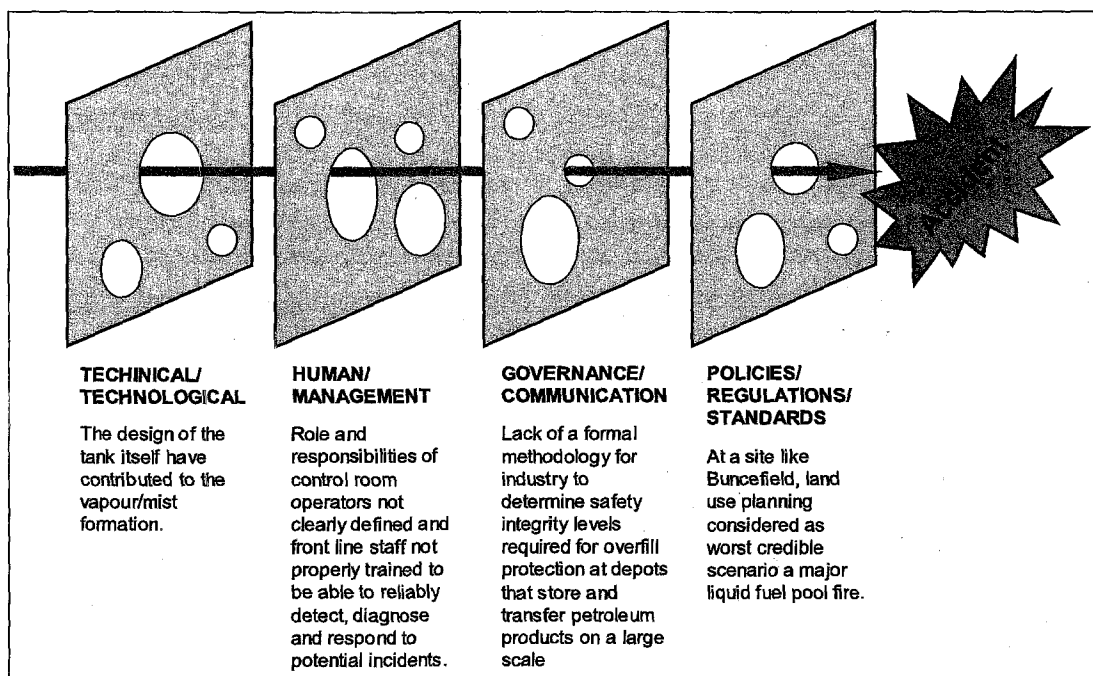 Accident
TECHINICAL/
TECHNOLOGICAL
The design of the
tank itself have
contributed to the
vapour/mist
formation.
HUMAN/
MANAGEMENT
Role and
responsibilities of
control room
operators not
clearly defined and
front line staff not
properly trained to
be able to reliably
detect, diagnose
and respond to
potential incidents.
GOVERNANCE/
COMMUNICATION
Lack of a formal
methodology for
industry to
determine safety
integrity levels
required for overfill
protection at depots
that store and
transfer petroleum
products on a large
scale
POLICIES/
REGULATIONS/
STANDARDS
At a site like
Buncefield, land
use planning
considered as
worst credible
scenario a major
liquid fuel pool fire.